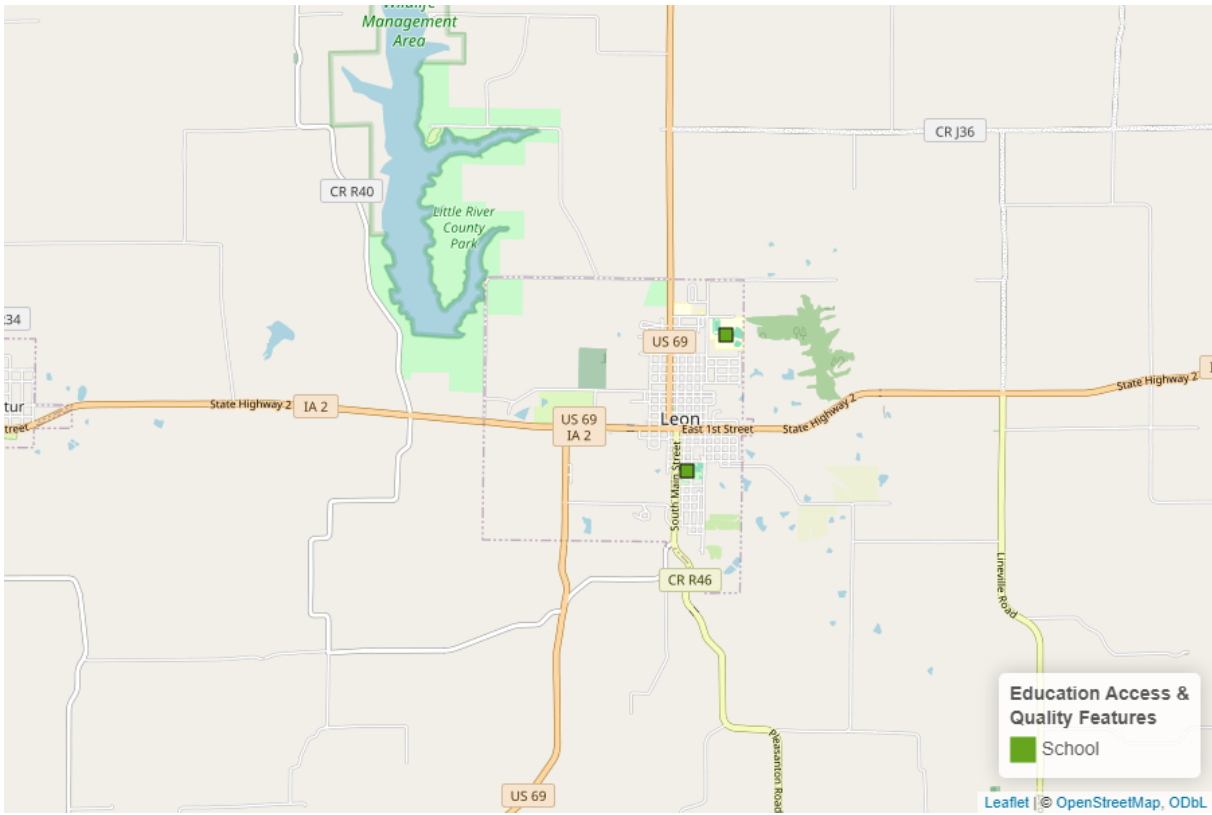 Wildlife
Management
Area
CR J36
CR R40
Little River
County
Park
US 69
State Highway 2
IA 2
State Highway 2
US 69
IA 2
Leon
East 1st Street
State Highway 2
South Main Street
CR R46
Lineville Road
Pleasanton Road
US 69
Education Access &
Quality Features
School
Leaflet | © OpenStreetMap, ODbL